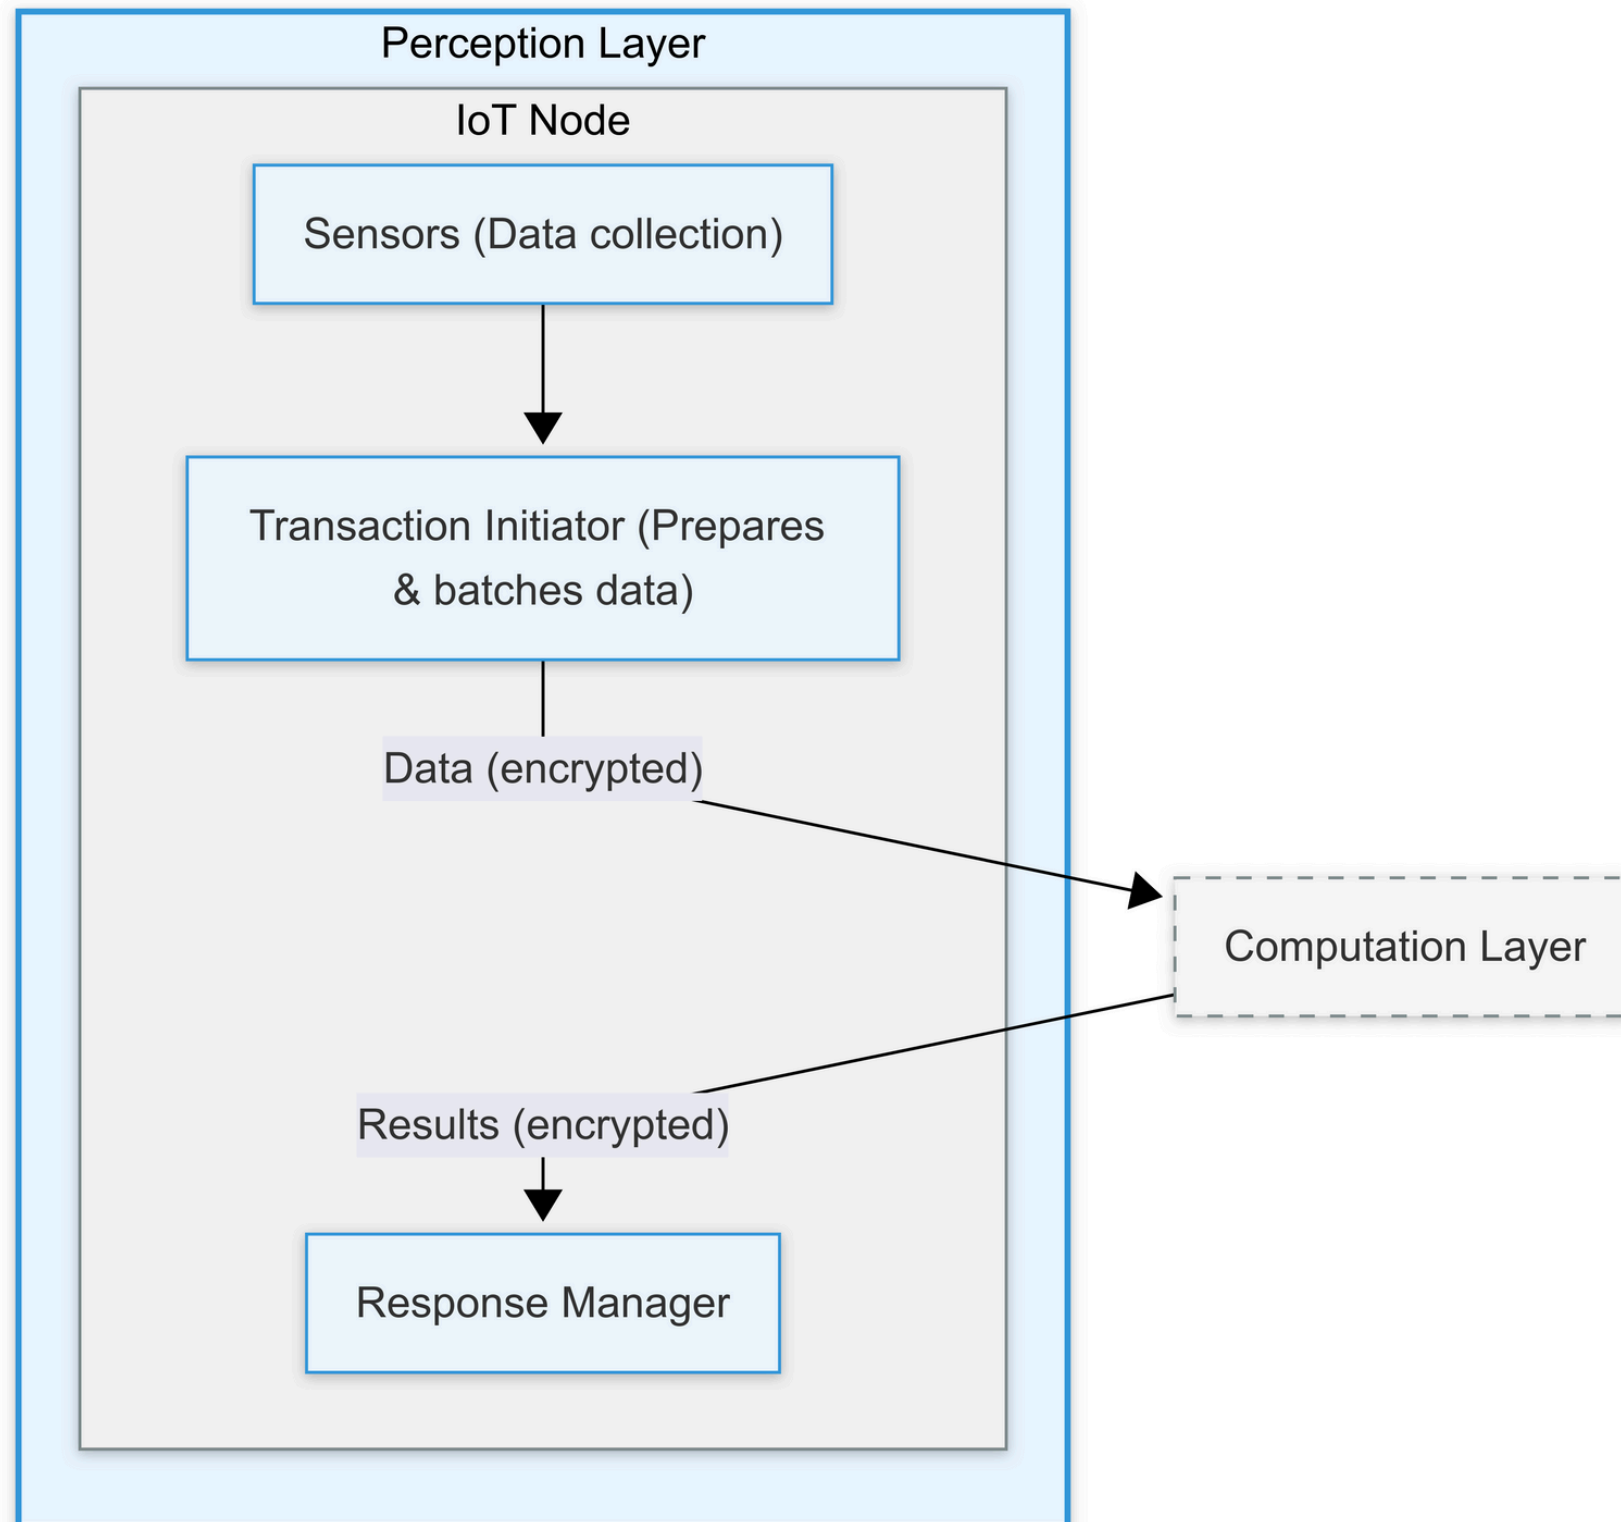 Perception Layer
IoT Node
Sensors (Data collection)
Transaction Initiator (Prepares
& batches data)
Data (encrypted)
Computation Layer
Results (encrypted)
Response Manager